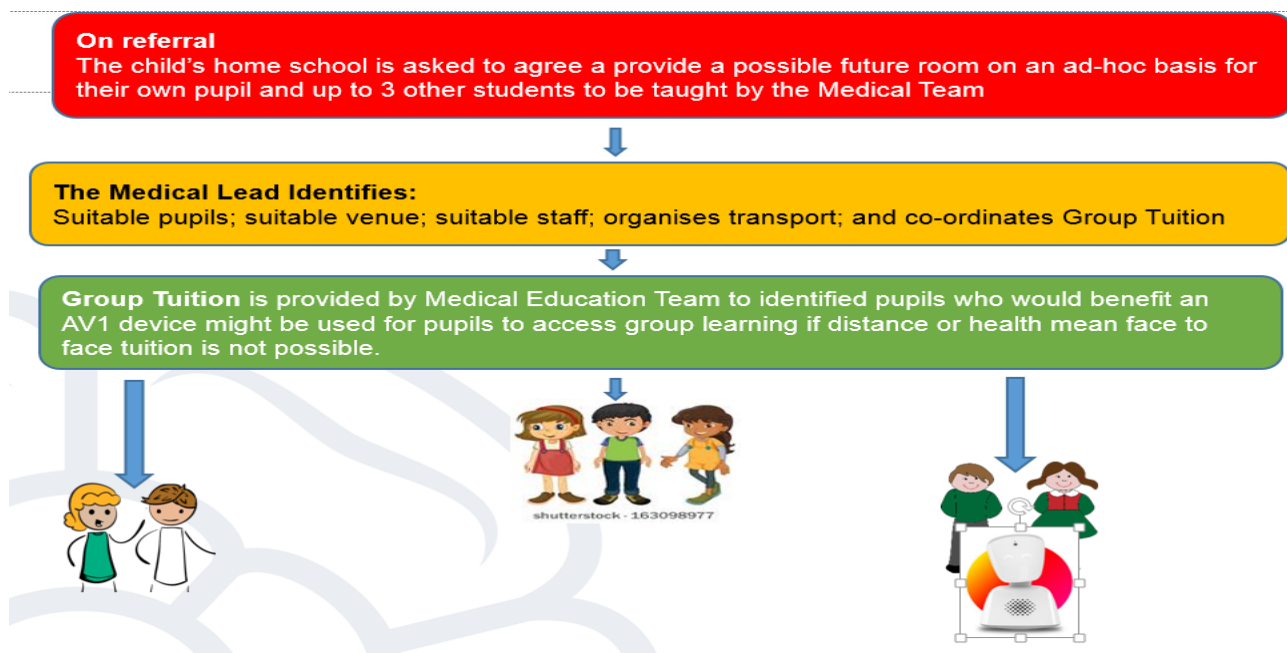 On referral
The child’s home school is asked to agree a provide a possible future room on an ad-hoc basis for
their own pupil and up to 3 other students to be taught by the Medical Team
The Medical Lead Identifies:
Suitable pupils; suitable venue; suitable staff; organises transport; and co-ordinates Group Tuition
Group Tuition is provided by Medical Education Team to identified pupils who would benefit an
AV1 device might be used for pupils to access group learning if distance or health mean face to
face tuition is not possible.
shutterstock · 163098977